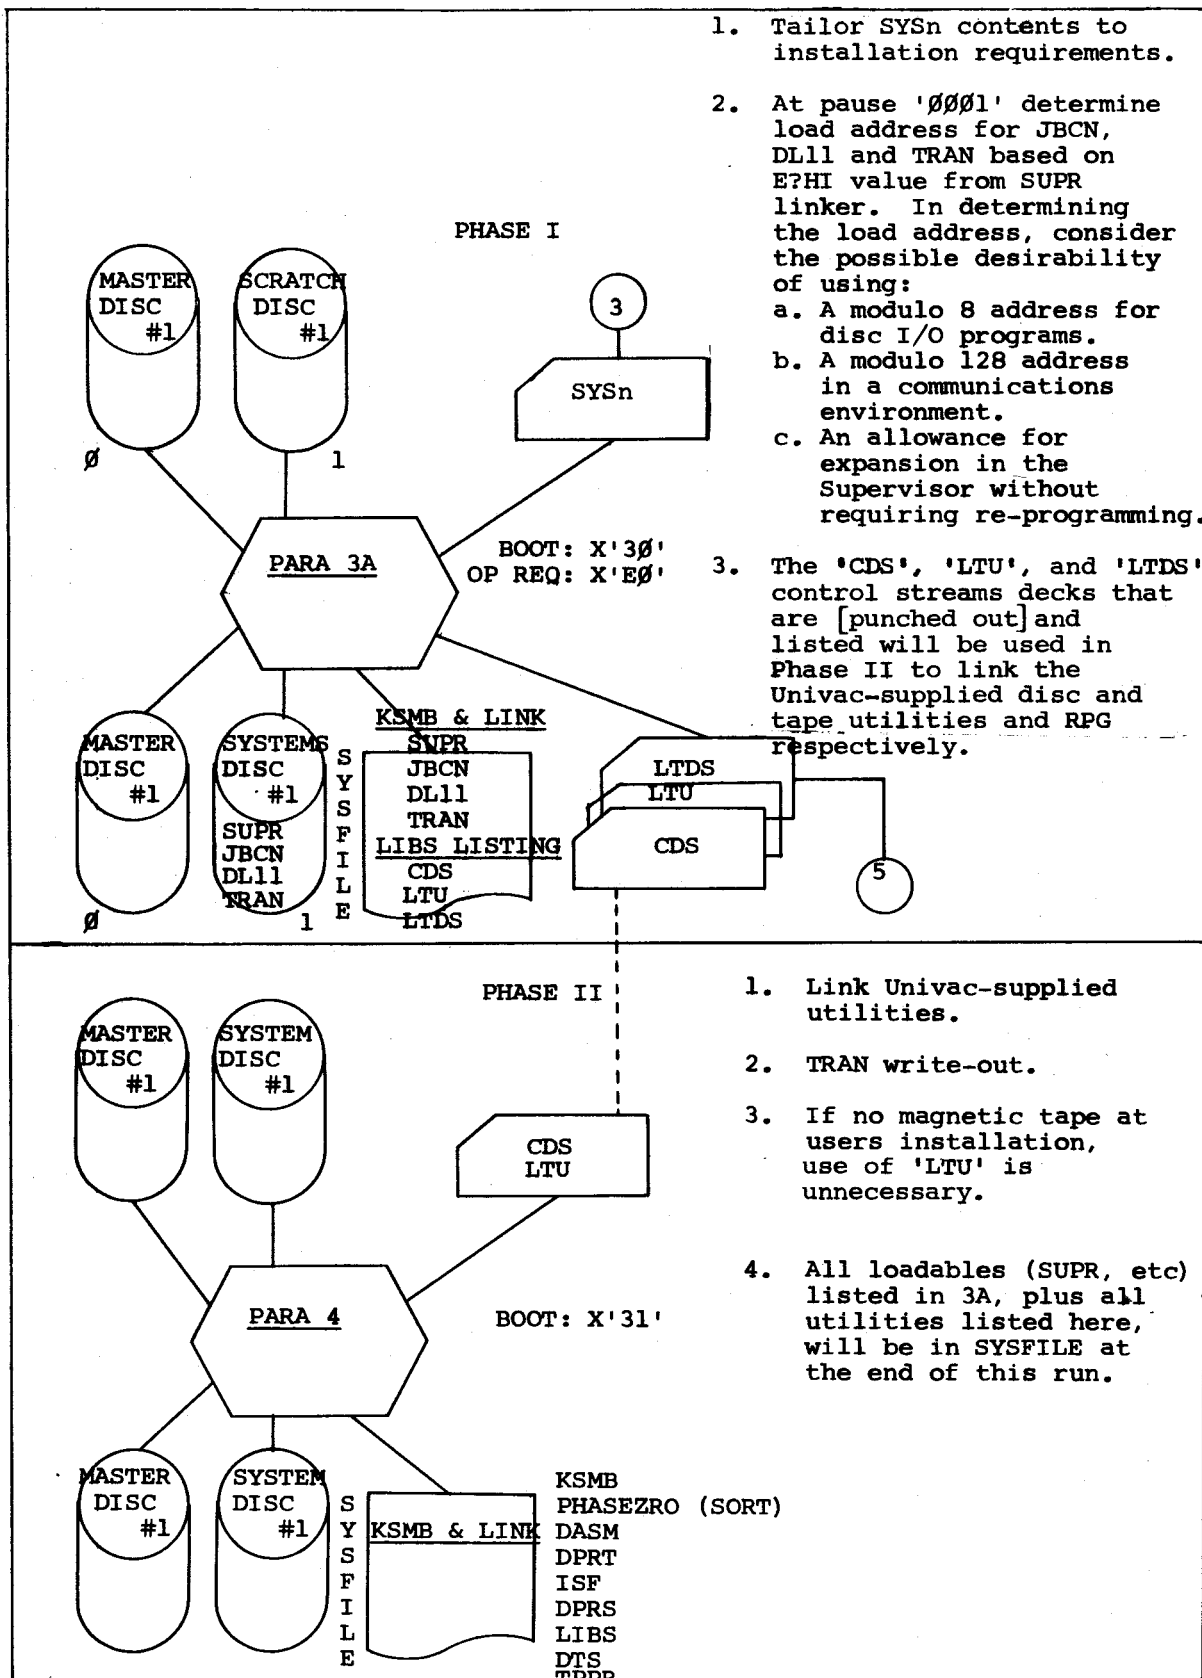 PHASE I
MASTER
DISC
#1
Ø
SCRATCH
DISC
#1
1
3
SYSn
PARA 3A
BOOT: X'3Ø'
OP REQ: X'EØ'
MASTER
DISC
#1
Ø
SYSTEMS
DISC
#1
SUPR
JBCN
DL11
TRAN
1
SYSFILE
KSMB & LINK
SUPR
JBCN
DL11
TRAN
LIBS LISTING
CDS
LTU
LTDS
LTDS
LTU
CDS
5
1. Tailor SYSn contents to
installation requirements.
2. At pause 'ØØØ1' determine
load address for JBCN,
DL11 and TRAN based on
E?HI value from SUPR
linker. In determining
the load address, consider
the possible desirability
of using:
a. A modulo 8 address for
disc I/O programs.
b. A modulo 128 address
in a communications
environment.
c. An allowance for
expansion in the
Supervisor without
requiring re-programming.
3. The 'CDS', 'LTU', and 'LTDS'
control streams decks that
are [punched out] and
listed will be used in
Phase II to link the
Univac-supplied disc and
tape utilities and RPG
respectively.
PHASE II
MASTER
DISC
#1
SYSTEM
DISC
#1
CDS
LTU
PARA 4
BOOT: X'31'
MASTER
DISC
#1
SYSTEM
DISC
#1
SYSFILE
KSMB & LINK
KSMB
PHASEZRO (SORT)
DASM
DPRT
ISF
DPRS
LIBS
DTS
1. Link Univac-supplied
utilities.
2. TRAN write-out.
3. If no magnetic tape at
users installation,
use of 'LTU' is
unnecessary.
4. All loadables (SUPR, etc)
listed in 3A, plus all
utilities listed here,
will be in SYSFILE at
the end of this run.